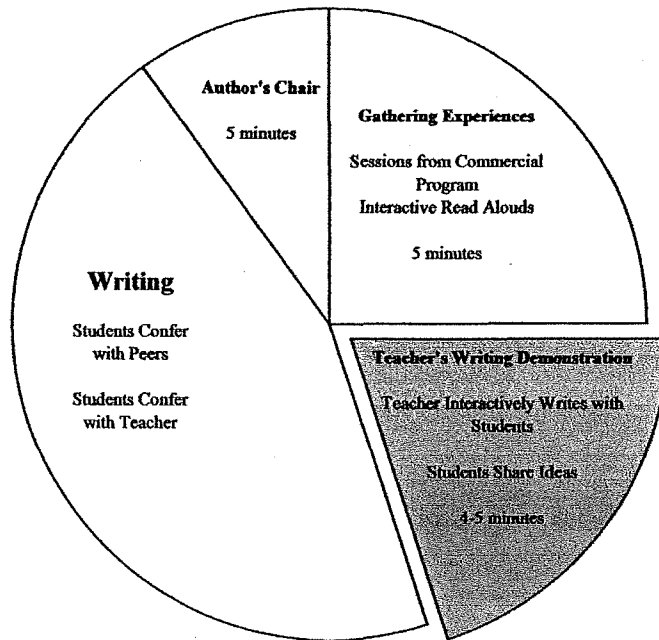 Author's Chair
5 minutes
Gathering Experiences
Sessions from Commercial
Program
Interactive Read Alouds
5 minutes
Teacher's Writing Demonstration
Teacher Interactively Writes with
Students
Students Share Ideas
4-5 minutes
Writing
Students Confer
with Peers
Students Confer
with Teacher